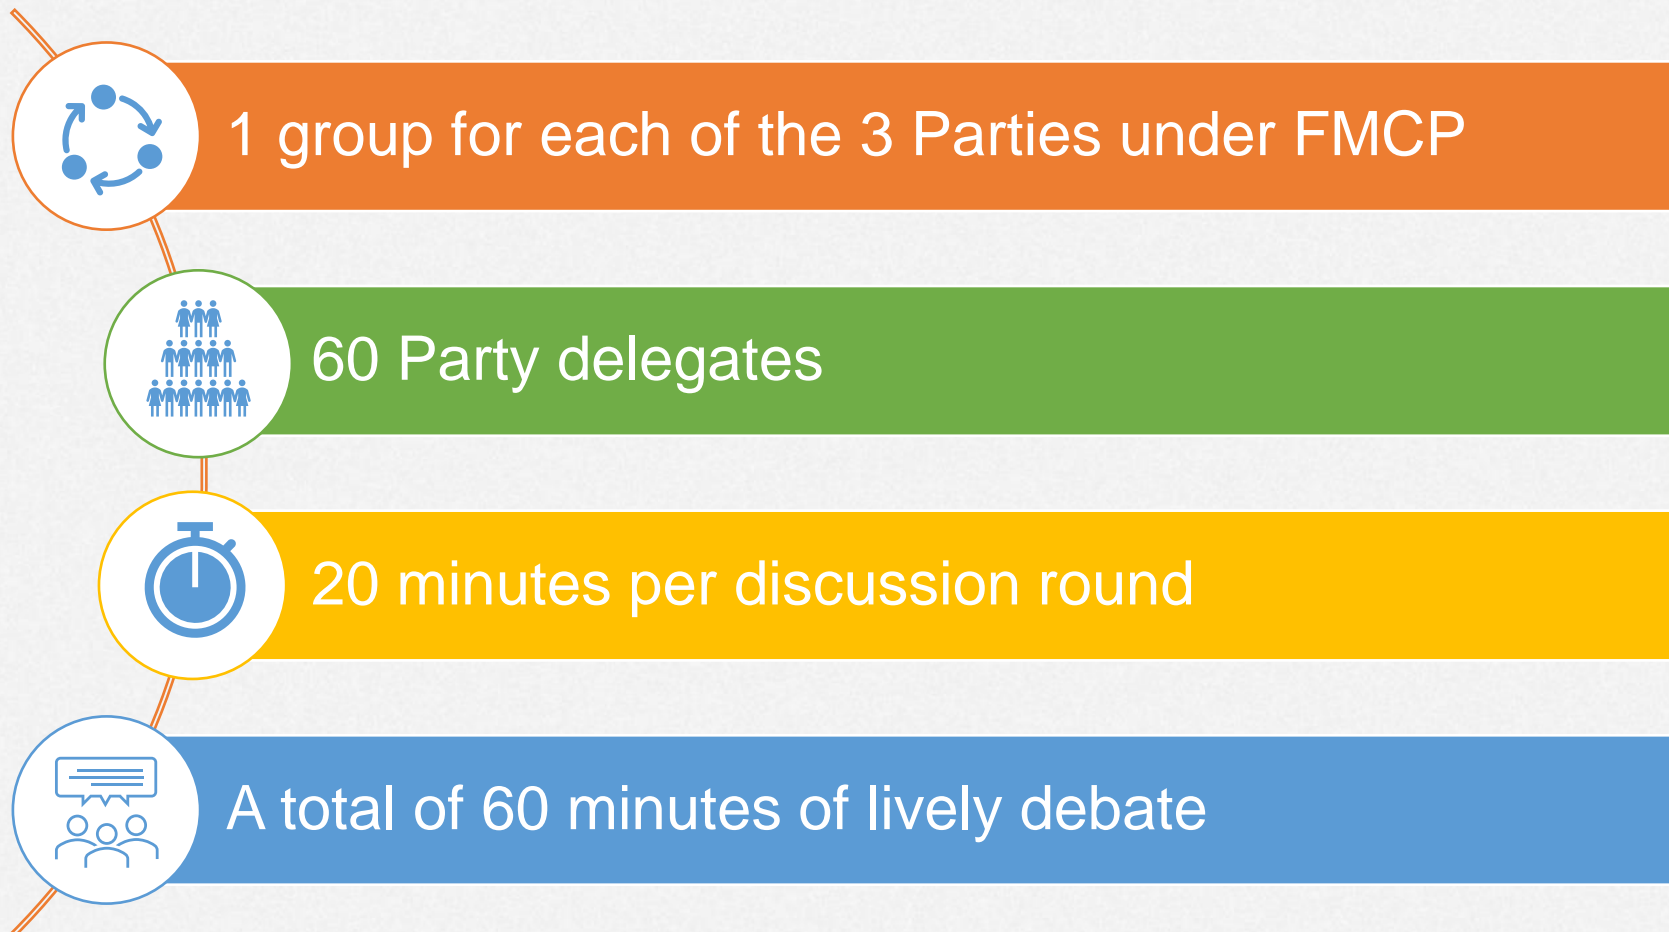 1 group for each of the 3 Parties under FMCP
60 Party delegates
20 minutes per discussion round
A total of 60 minutes of lively debate